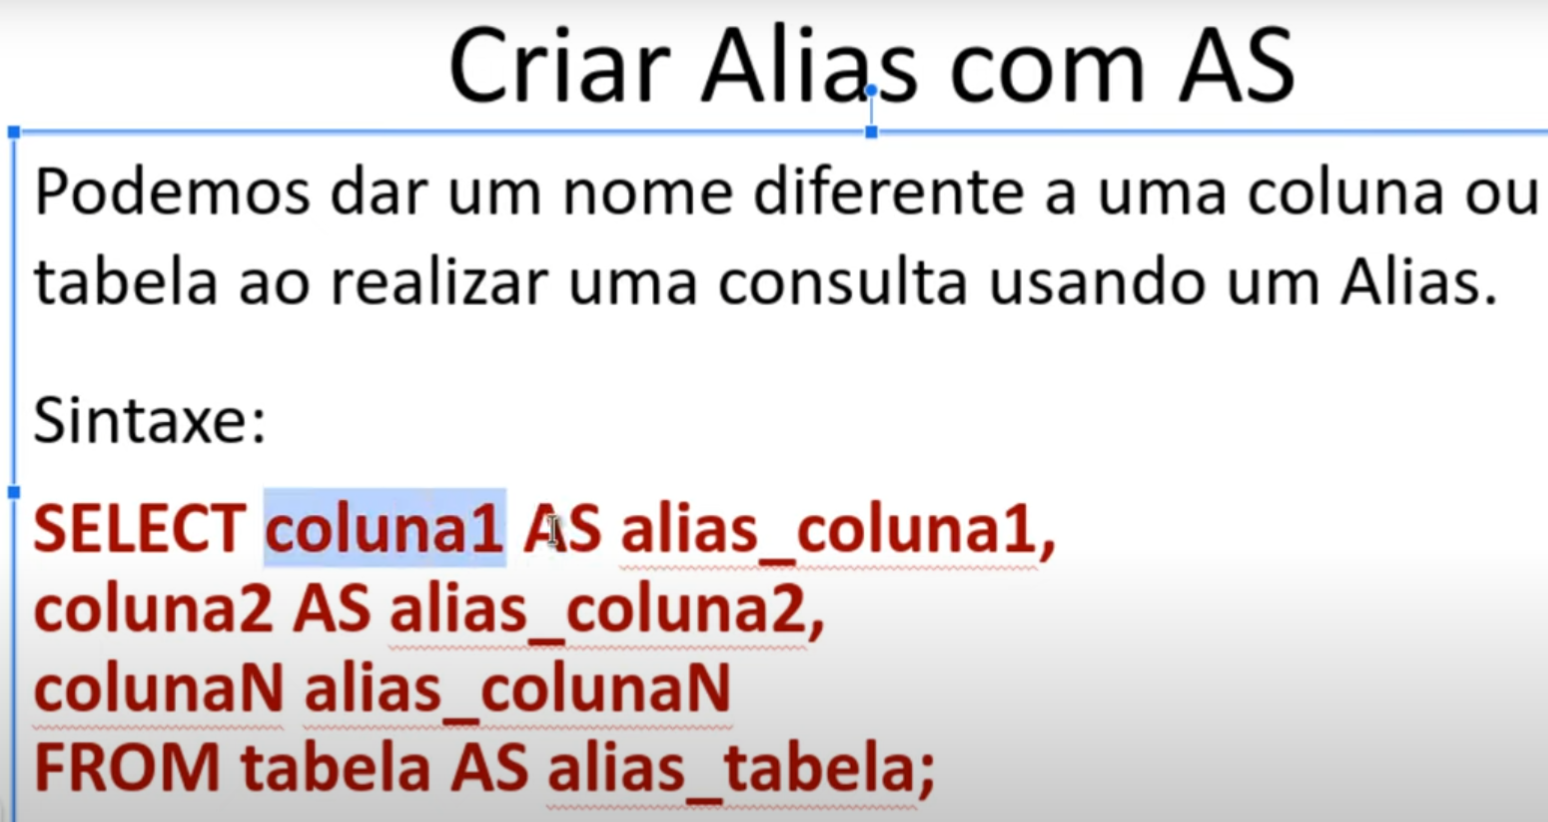 Criar Alias com AS
Podemos dar um nome diferente a uma coluna ou
tabela ao realizar uma consulta usando um Alias.
Sintaxe:
SELECT coluna1 AS alias_coluna1,
coluna2 AS alias_coluna2,
colunaN alias_colunaN
FROM tabela AS alias_tabela;